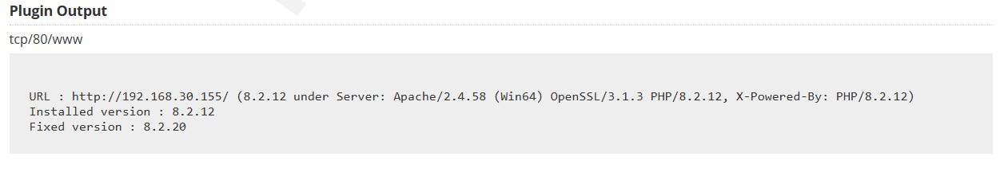 Plugin Output
tcp/80/www
URL : http://192.168.30.155/ (8.2.12 under Server: Apache/2.4.58 (Win64) OpenSSL/3.1.3 PHP/8.2.12, X-Powered-By: PHP/8.2.12)
Installed version : 8.2.12
Fixed version : 8.2.20